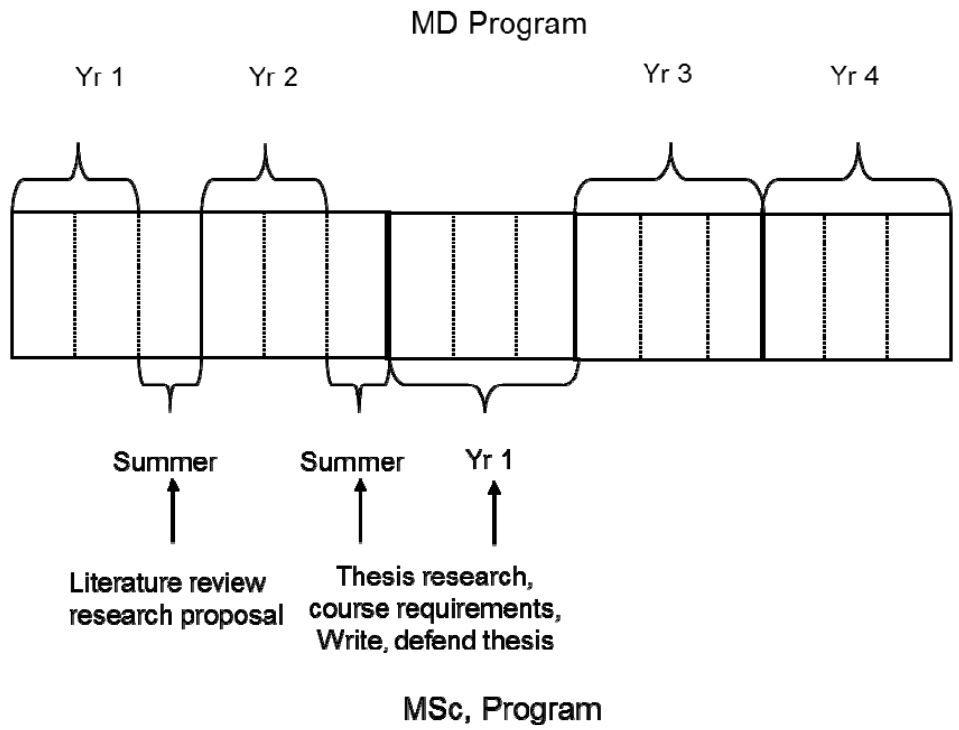 MD Program
Yr 1
Yr 2
Yr 3
Yr 4
Summer
Summer
Yr 1
Literature review
research proposal
Thesis research,
course requirements,
Write, defend thesis
MSc, Program